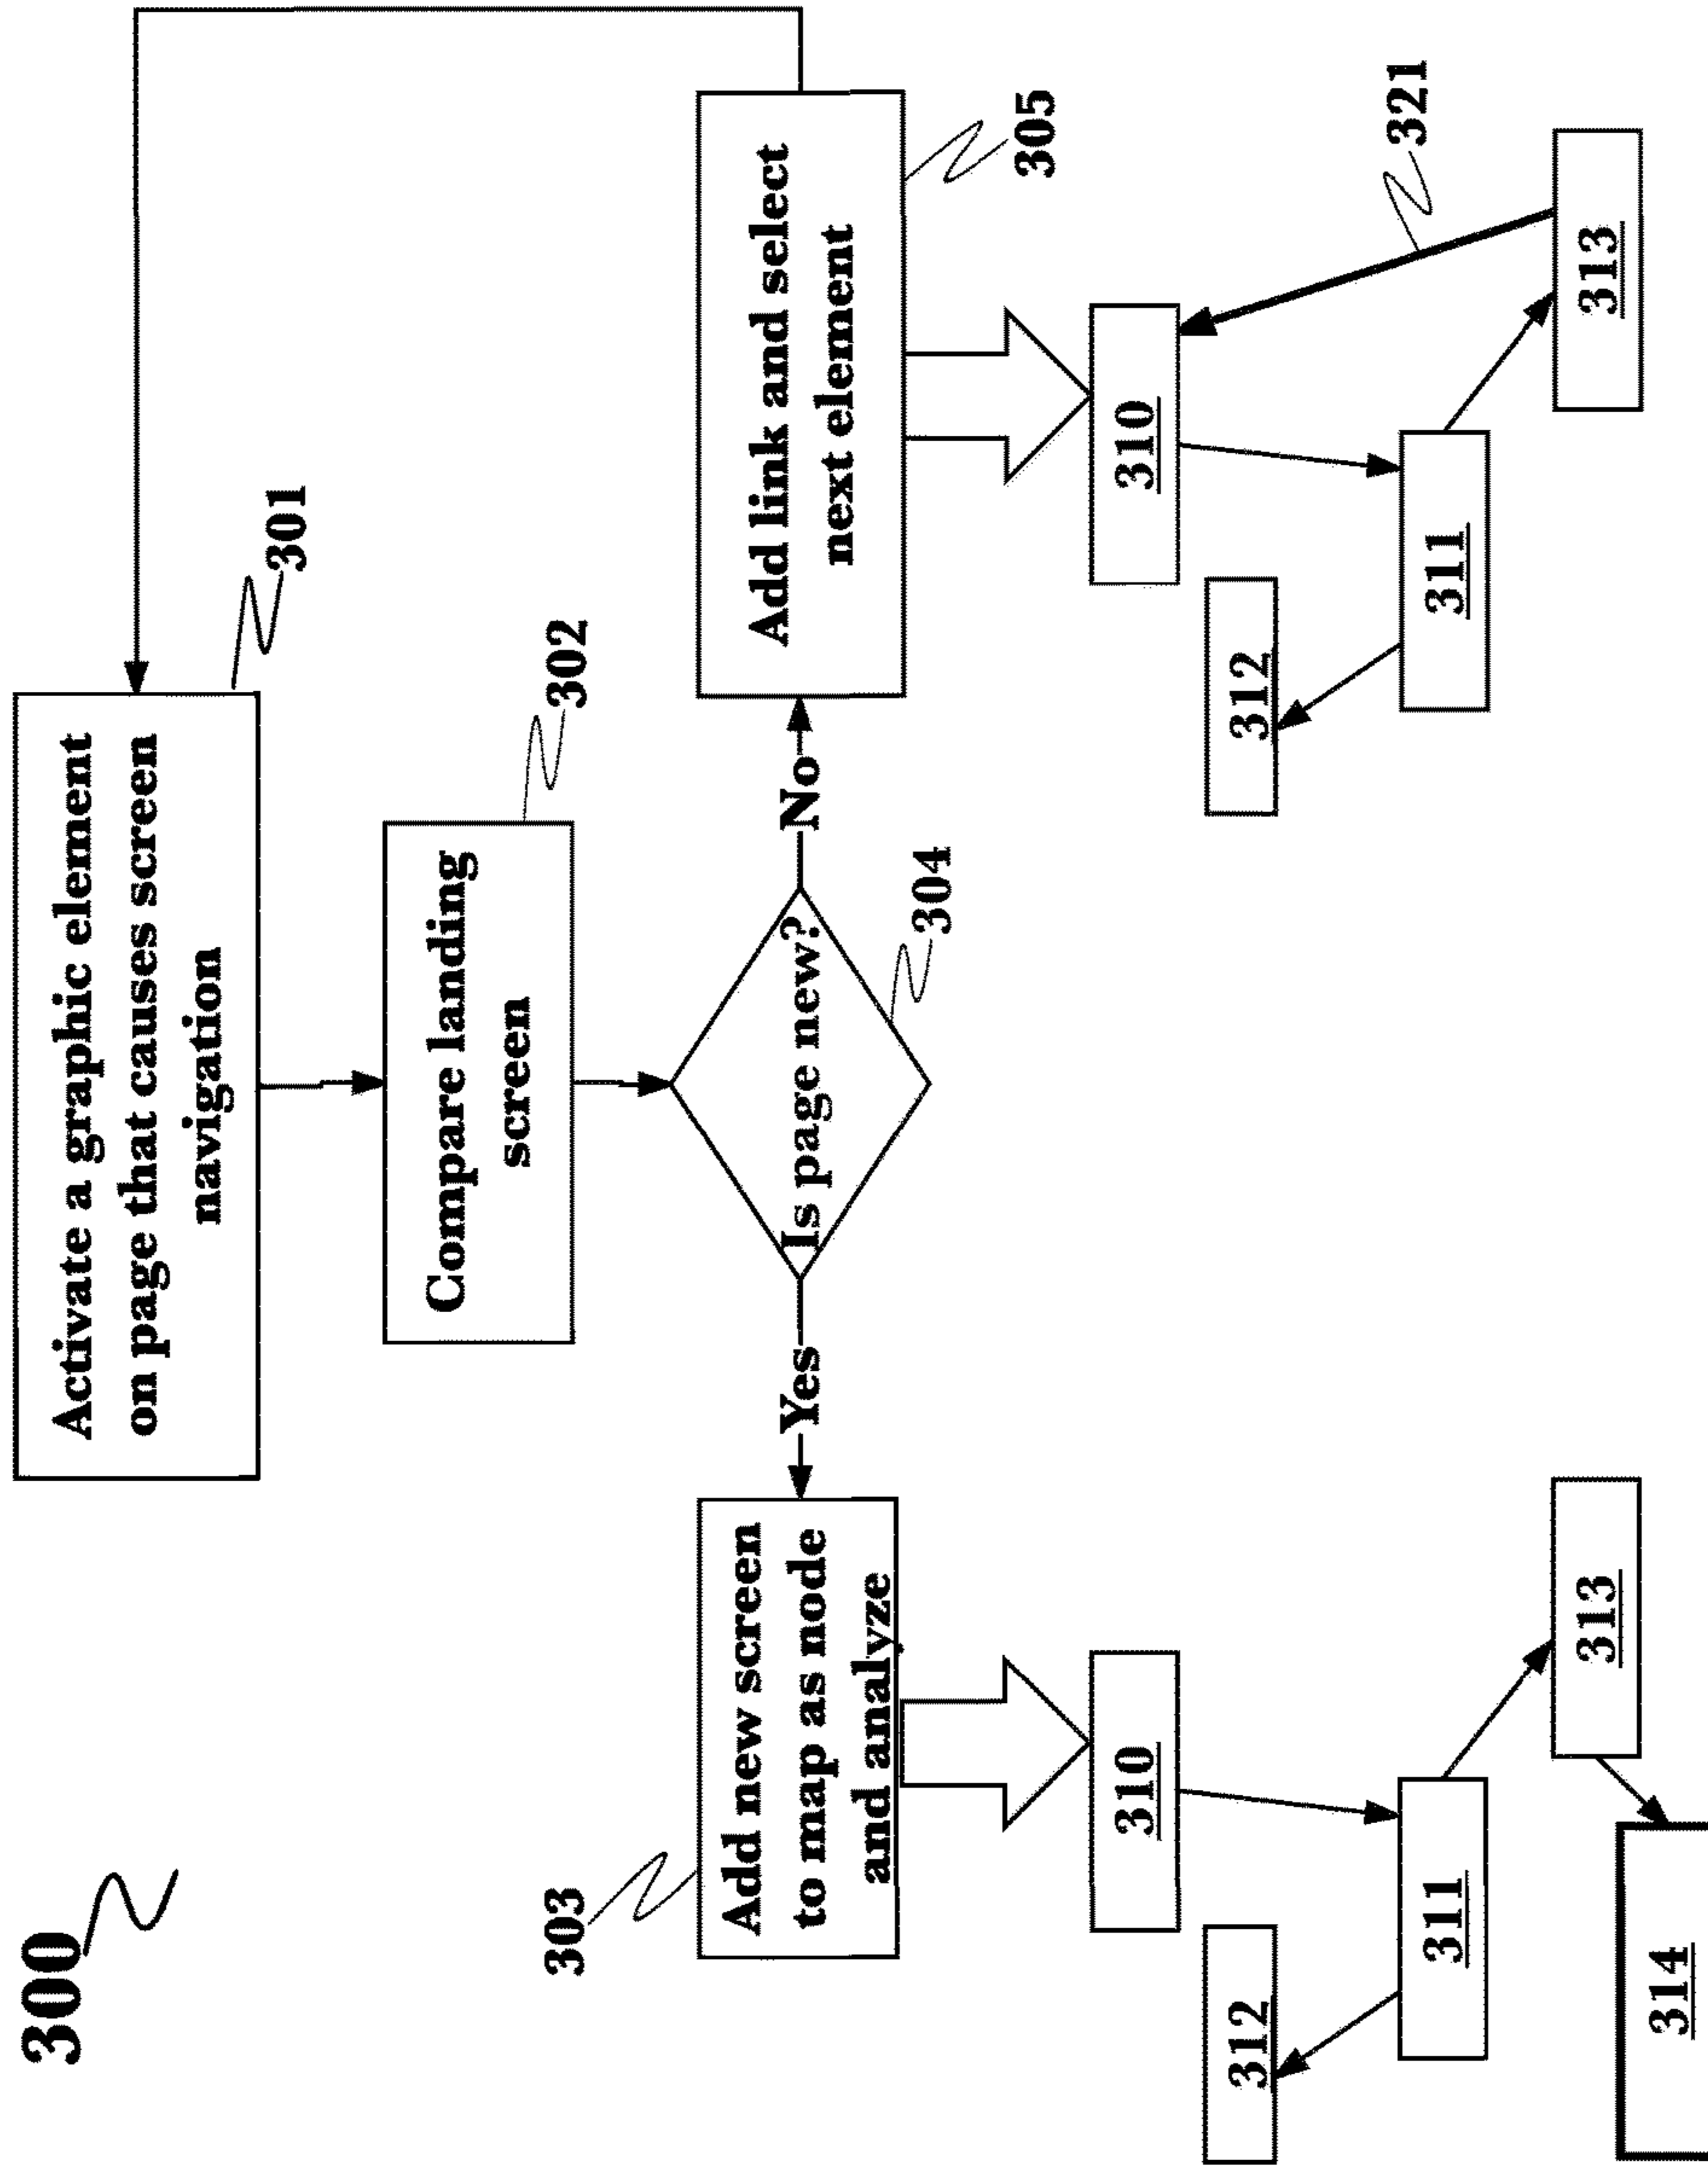 300
Activate a graphic element
on page that causes screen
navigation
301
Compare landing
screen
302
Yes
Is page new?
No
304
303
Add new screen
to map as node
and analyze
Add link and select
next element
305
310
312
311
313
314
310
312
311
313
321